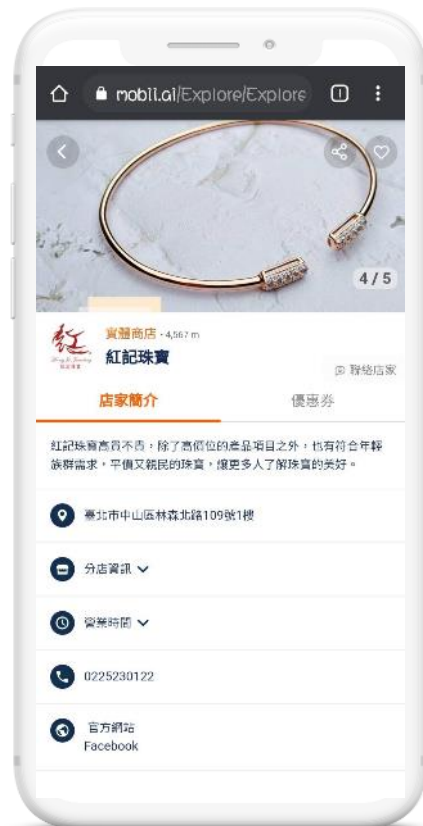 mobii.ai/Explore/Explore
4 / 5
實體商店 · 4,567 m
紅記珠寶
聯絡店家
店家簡介
優惠券
紅記珠寶高貴不貴，除了高價位的產品項目之外，也有符合年輕
族群需求，平價又親民的珠寶，讓更多人了解珠寶的美好。
臺北市中山區林森北路109號1樓
分店資訊
營業時間
0225230122
官方網站
Facebook